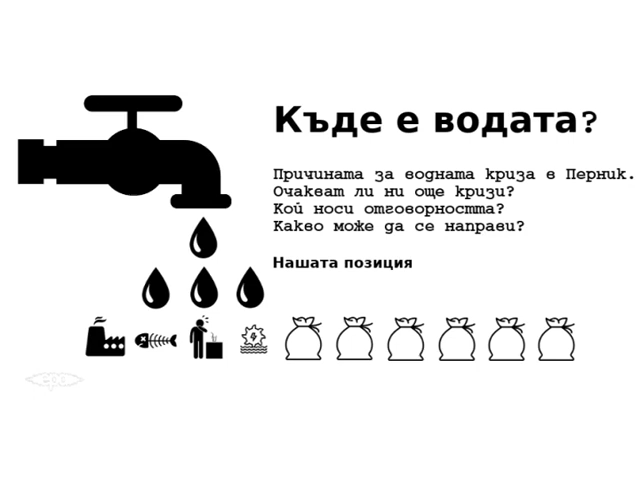 Къде е водата?
Причината за водната криза в Перник.
Очакват ли ни още кризи?
Кой носи отговорността?
Какво може да се направи?
Нашата позиция